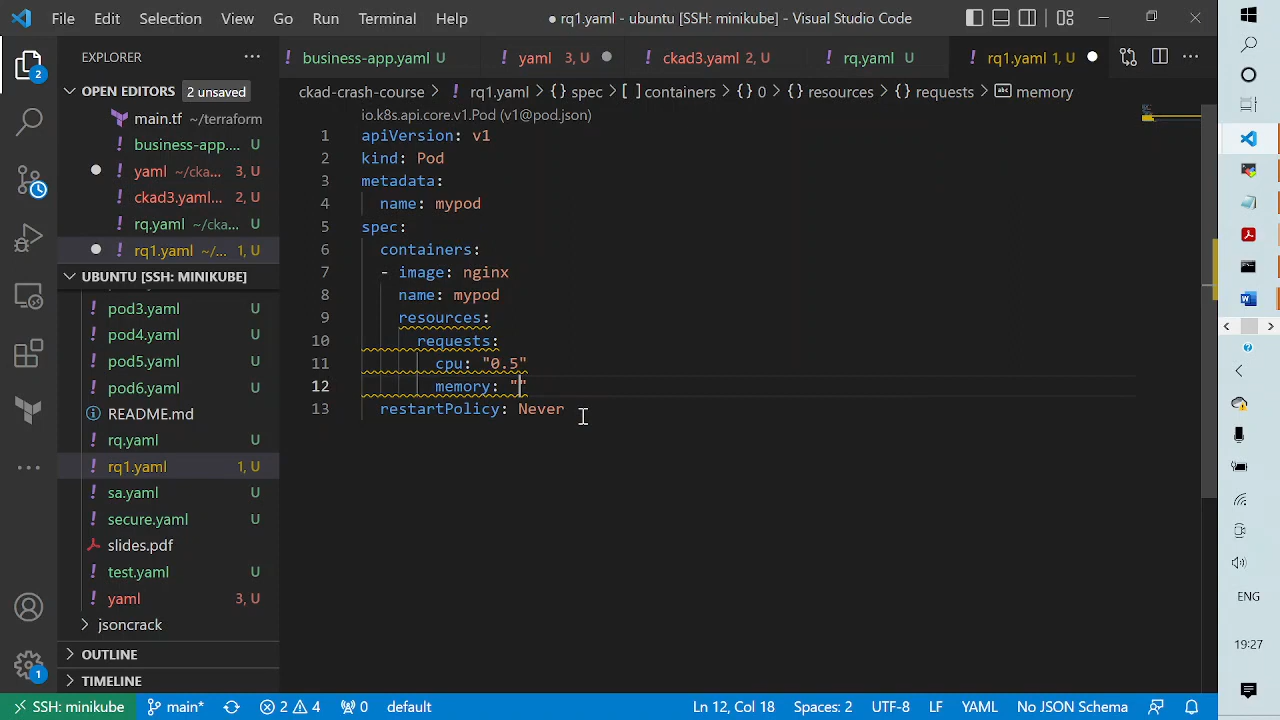 File Edit Selection View Go Run Terminal Help
rq1.yaml - ubuntu [SSH: minikube] - Visual Studio Code
EXPLORER
business-app.yaml U
yaml 3, U
ckad3.yaml 2, U
rq.yaml U
rq1.yaml 1, U
OPEN EDITORS 2 unsaved
ckad-crash-course > rq1.yaml > {} spec > [ ] containers > {} 0 > {} resources > {} requests > abc memory
main.tf ~/terraform
business-app.... U
yaml ~/cka... 3, U
ckad3.yaml... 2, U
rq.yaml ~/cka... U
rq1.yaml ~/... 1, U
UBUNTU [SSH: MINIKUBE]
pod3.yaml U
pod4.yaml U
pod5.yaml U
pod6.yaml U
README.md U
rq.yaml U
rq1.yaml 1, U
sa.yaml U
secure.yaml U
slides.pdf
test.yaml U
yaml 3, U
jsoncrack
OUTLINE
TIMELINE
io.k8s.api.core.v1.Pod (v1@pod.json)
1 apiVersion: v1
2 kind: Pod
3 metadata:
4 name: mypod
5 spec:
6 containers:
7 - image: nginx
8 name: mypod
9 resources:
10 requests:
11 cpu: "0.5"
12 memory: ""
13 restartPolicy: Never
2
1
SSH: minikube main* 2 4 0 default Ln 12, Col 18 Spaces: 2 UTF-8 LF YAML No JSON Schema
ENG
19:27